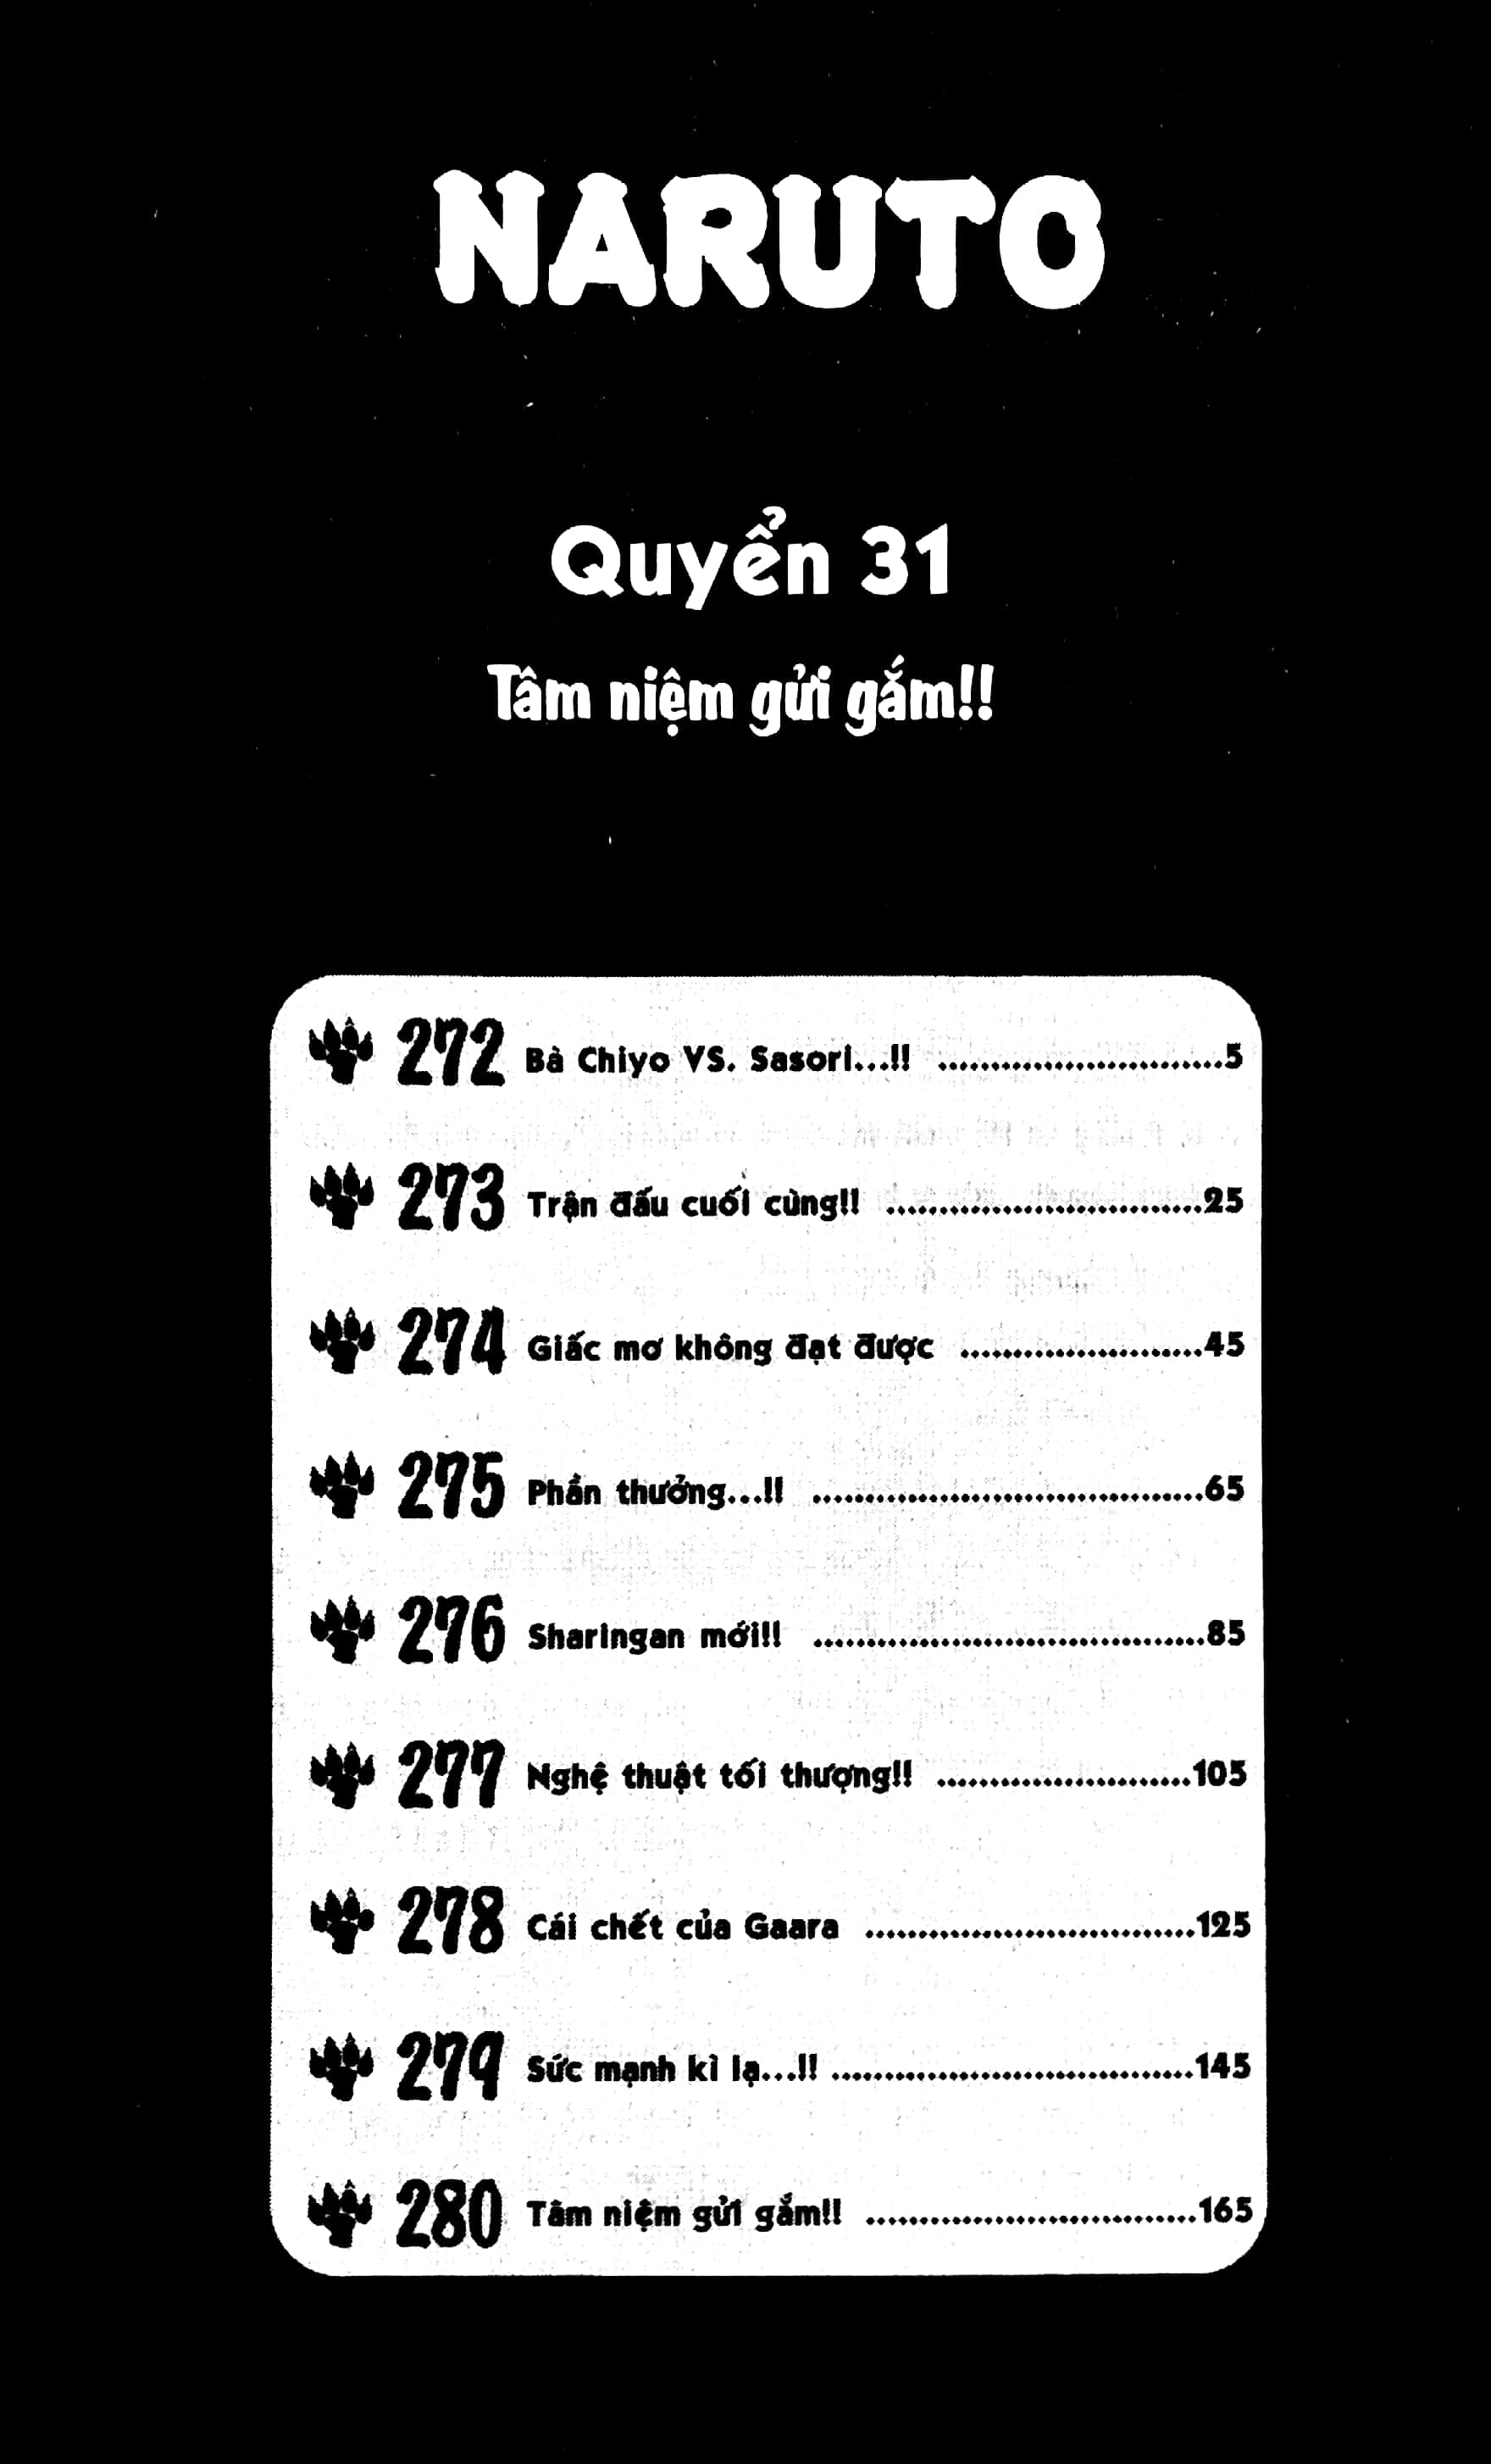 NARUTO
Quyển 31
Tâm niệm gửi gắm!!
272 Bà Chiyo VS. Sasori...!! ...........................5
273 Trận đấu cuối cùng!! ..............................25
274 Giấc mơ không đạt được .......................45
275 Phần thưởng...!! .....................................65
276 Sharingan mới!! .....................................85
277 Nghệ thuật tối thượng!! ........................105
278 Cái chết của Gaara ...............................125
279 Sức mạnh kì lạ...!! ..................................145
280 Tâm niệm gửi gắm!! ...............................165